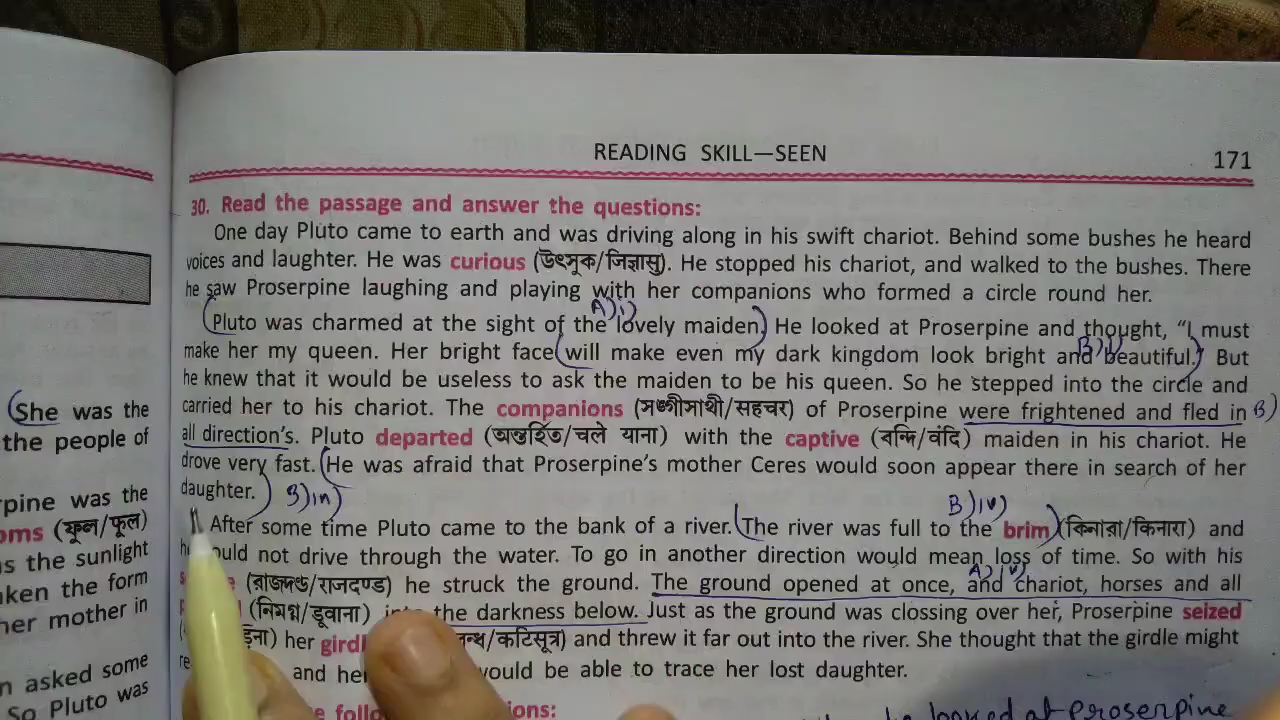 READING SKILL—SEEN
171
30. Read the passage and answer the questions:
One day Pluto came to earth and was driving along in his swift chariot. Behind some bushes he heard
voices and laughter. He was curious (উৎসুক/जिज्ञासु). He stopped his chariot, and walked to the bushes. There
he saw Proserpine laughing and playing with her companions who formed a circle round her.
A) i)
Pluto was charmed at the sight of the lovely maiden. He looked at Proserpine and thought, “I must
make her my queen. Her bright face will make even my dark kingdom look bright and beautiful.” But
he knew that it would be useless to ask the maiden to be his queen. So he stepped into the circle and
carried her to his chariot. The companions (সঙ্গীসাথী/सहचर) of Proserpine were frightened and fled in B)
all direction’s. Pluto departed (অন্তর্হিত/चले याना) with the captive (বন্দি/वंदि) maiden in his chariot. He
drove very fast. He was afraid that Proserpine’s mother Ceres would soon appear there in search of her
daughter.
B) iv)
After some time Pluto came to the bank of a river. The river was full to the brim (কিনারা/किनारा) and
could not drive through the water. To go in another direction would mean loss of time. So with his
(রাজদণ্ড/राजदण्ड) he struck the ground. The ground opened at once, and chariot, horses and all
(নিমগ্ন/डूवाना) the darkness below. Just as the ground was clossing over her, Proserpine seized
her and threw it far out into the river. She thought that the girdle might
and would be able to trace her lost daughter.
looked at Proserpine
She was the
the people of
rpine was the
oms (ফুল/फूल)
s the sunlight
aken the form
her mother in
n asked some
So Pluto was